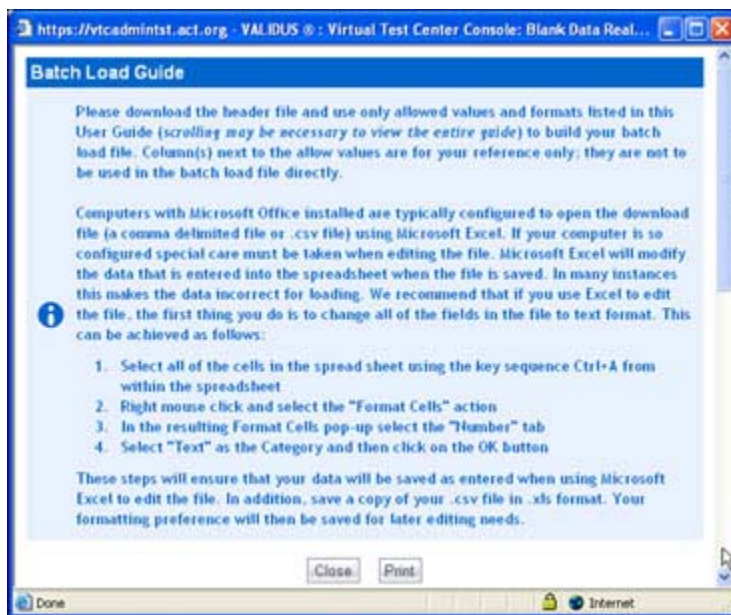 https://vtcadmintst.act.org - VALIDUS ® : Virtual Test Center Console: Blank Data Real...
Batch Load Guide
Please download the header file and use only allowed values and formats listed in this
User Guide (scrolling may be necessary to view the entire guide) to build your batch
load file. Column(s) next to the allow values are for your reference only; they are not to
be used in the batch load file directly.
Computers with Microsoft Office installed are typically configured to open the download
file (a comma delimited file or .csv file) using Microsoft Excel. If your computer is so
configured special care must be taken when editing the file. Microsoft Excel will modify
the data that is entered into the spreadsheet when the file is saved. In many instances
this makes the data incorrect for loading. We recommend that if you use Excel to edit
the file, the first thing you do is to change all of the fields in the file to text format. This
can be achieved as follows:
1. Select all of the cells in the spread sheet using the key sequence Ctrl+A from
within the spreadsheet
2. Right mouse click and select the "Format Cells" action
3. In the resulting Format Cells pop-up select the "Number" tab
4. Select "Text" as the Category and then click on the OK button
These steps will ensure that your data will be saved as entered when using Microsoft
Excel to edit the file. In addition, save a copy of your .csv file in .xls format. Your
formatting preference will then be saved for later editing needs.
Close Print
Done Internet